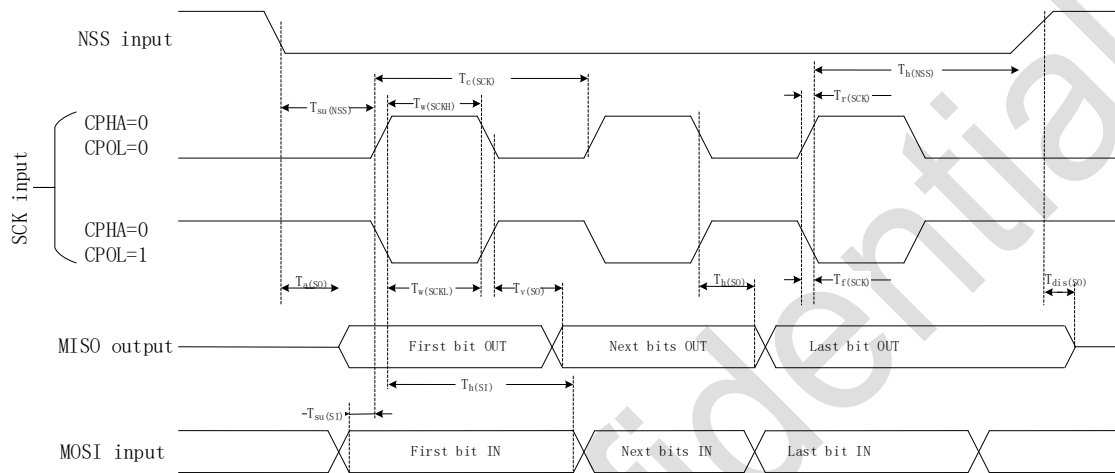 NSS input
Tc(SCK)
Th(NSS)
Tsu(NSS)
Tw(SCKH)
Tr(SCK)
CPHA=0
CPOL=0
SCK input
CPHA=0
CPOL=1
Ta(SO)
Tw(SCKL)
Tv(SO)
Th(SO)
Tf(SCK)
Tdis(SO)
MISO output
First bit OUT
Next bits OUT
Last bit OUT
Th(SI)
Tsu(SI)
MOSI input
First bit IN
Next bits IN
Last bit IN
fidential